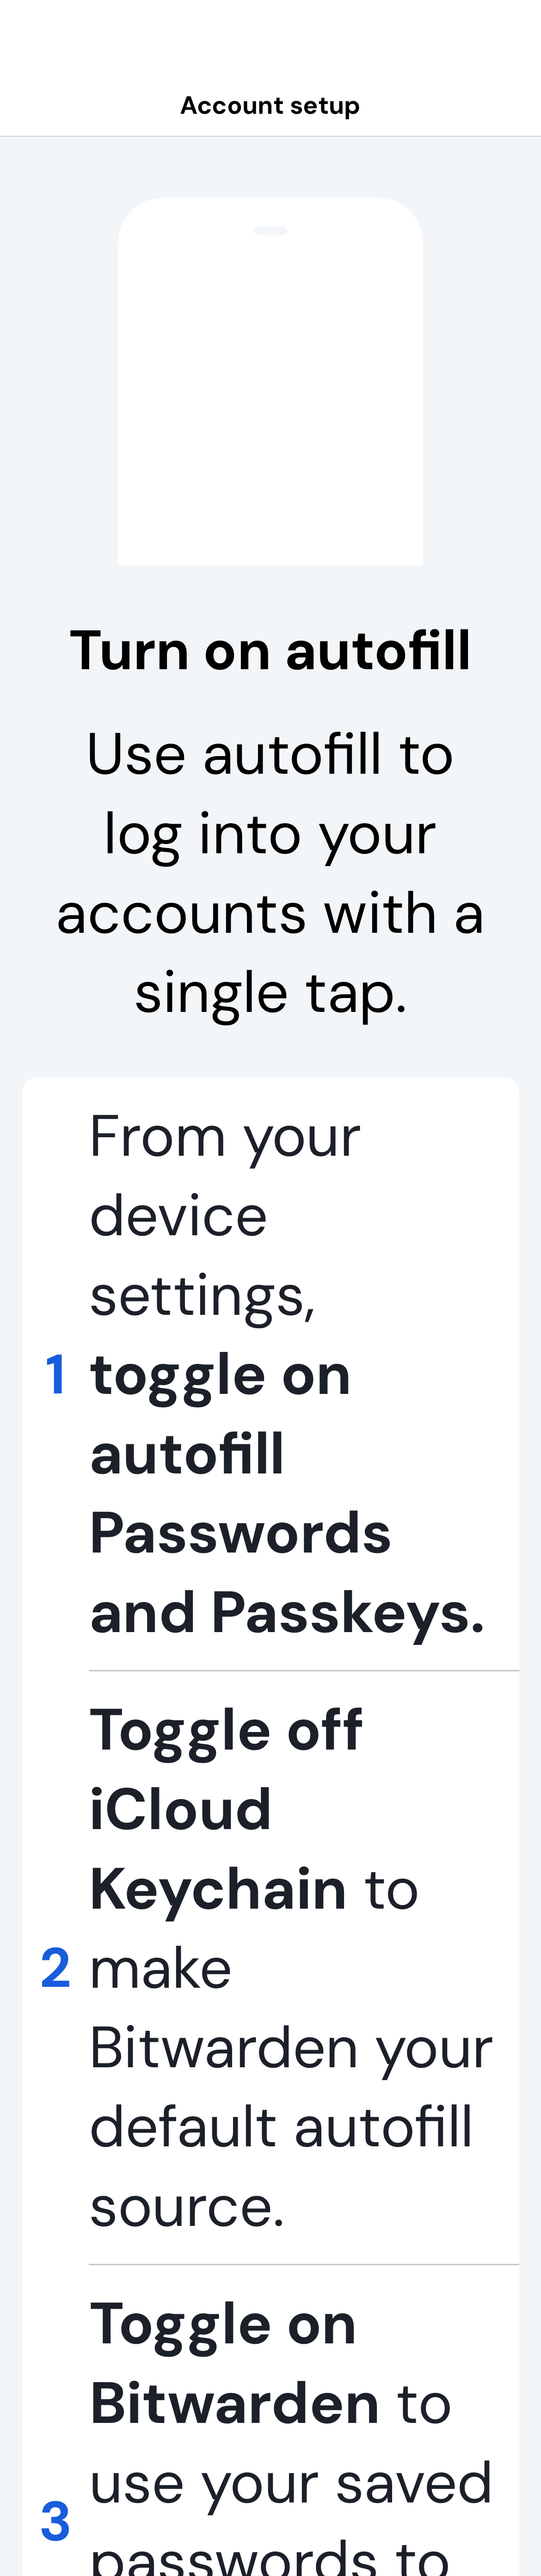 Account setup
Turn on autofill
Use autofill to
log into your
accounts with a
single tap.
From your
device
settings,
1 toggle on
autofill
Passwords
and Passkeys.
Toggle off
iCloud
Keychain to
2 make
Bitwarden your
default autofill
source.
Toggle on
Bitwarden to
use your saved
3
passwords to